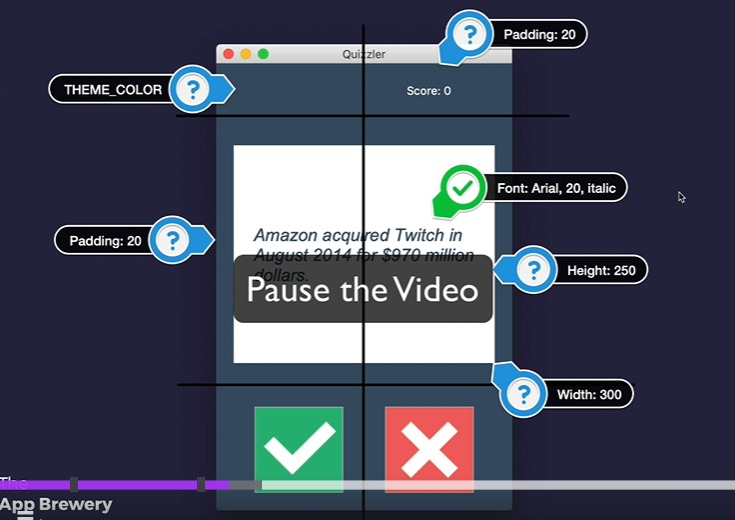 Padding: 20
Quizzler
THEME_COLOR
Score: 0
Font: Arial, 20, italic
Padding: 20
Amazon acquired Twitch in
August 2014 for $970 million
dollars.
Height: 250
Pause the Video
Width: 300
The
App Brewery